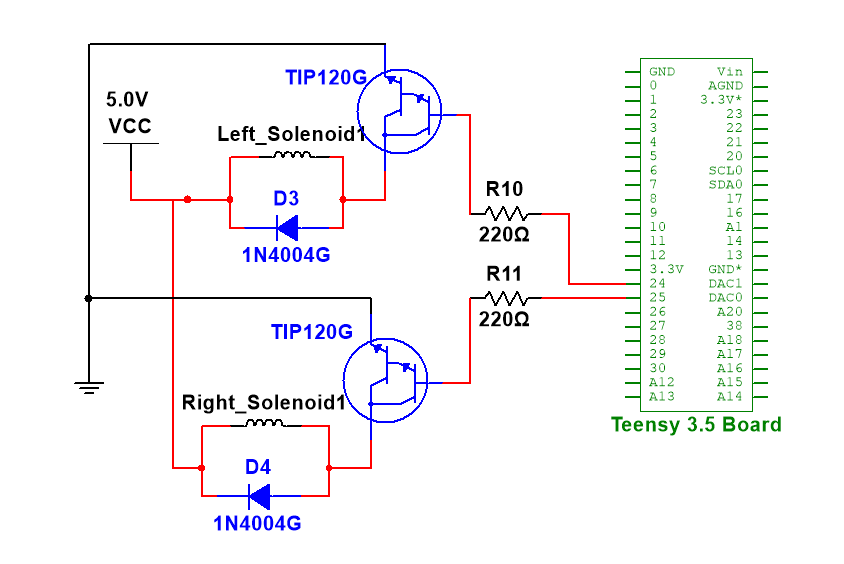 TIP120G
5.0V
VCC
Left_Solenoid1
D3
1N4004G
R10
220Ω
R11
220Ω
TIP120G
Right_Solenoid1
D4
1N4004G
GND Vin
0 AGND
1 3.3V*
2 23
3 22
4 21
5 20
6 SCL0
7 SDA0
8 17
9 16
10 A1
11 14
12 13
3.3V GND*
24 DAC1
25 DAC0
26 A20
27 38
28 A18
29 A17
30 A16
A12 A15
A13 A14
Teensy 3.5 Board